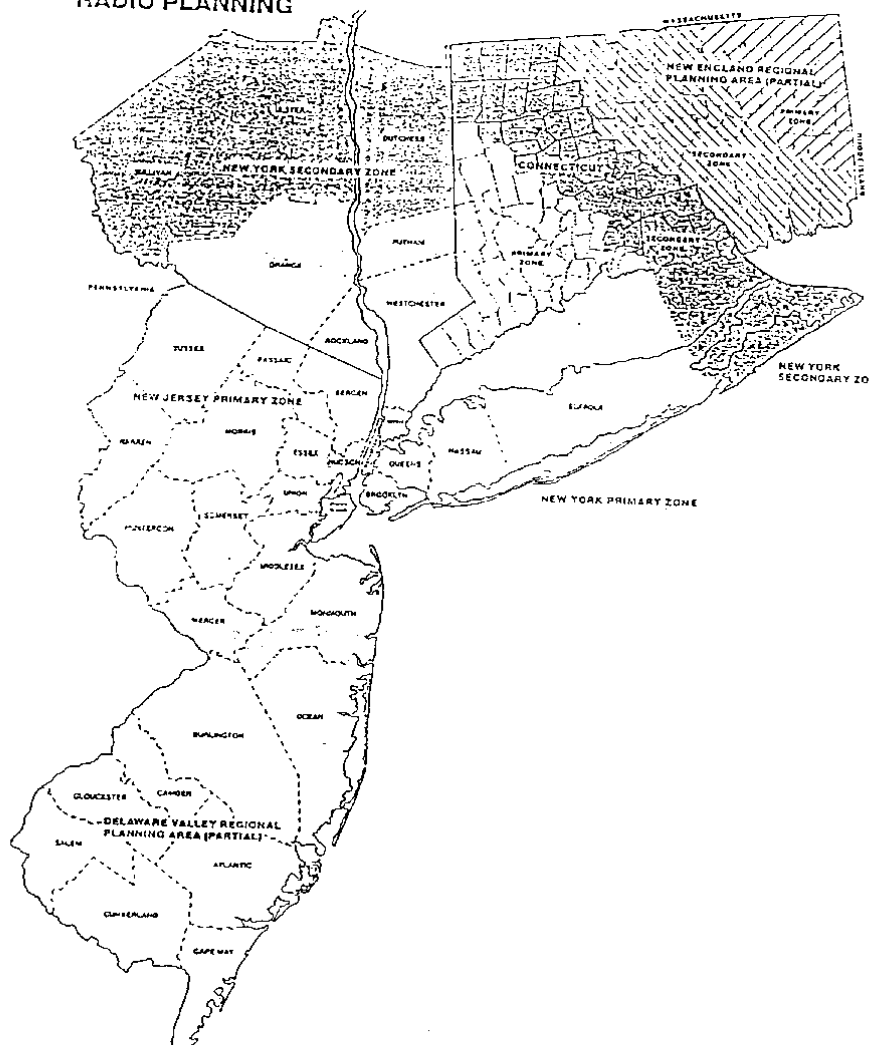 RADIO PLANNING
MASSACHUSETTS
NEW ENGLAND REGIONAL
PLANNING AREA (PARTIAL)
PRIMARY
ZONE
RHODE ISLAND
ULSTER
DUTCHESS
SULLIVAN
NEW YORK SECONDARY ZONE
CONNECTICUT
SECONDARY
ZONE
PUTNAM
ORANGE
PRIMARY
ZONE
SECONDARY
ZONE
PENNSYLVANIA
WESTCHESTER
ROCKLAND
SUSSEX
PASSAIC
NEW YORK
SECONDARY ZO
NEW JERSEY PRIMARY ZONE
BERGEN
SUFFOLK
WARREN
MORRIS
ESSEX
HUDSON
QUEENS
NASSAU
UNION
BROOKLYN
NEW YORK PRIMARY ZONE
HUNTERDON
SOMERSET
MIDDLESEX
MERCER
MONMOUTH
OCEAN
BURLINGTON
GLOUCESTER
CAMDEN
DELAWARE VALLEY REGIONAL
PLANNING AREA (PARTIAL)
SALEM
ATLANTIC
CUMBERLAND
CAPE MAY